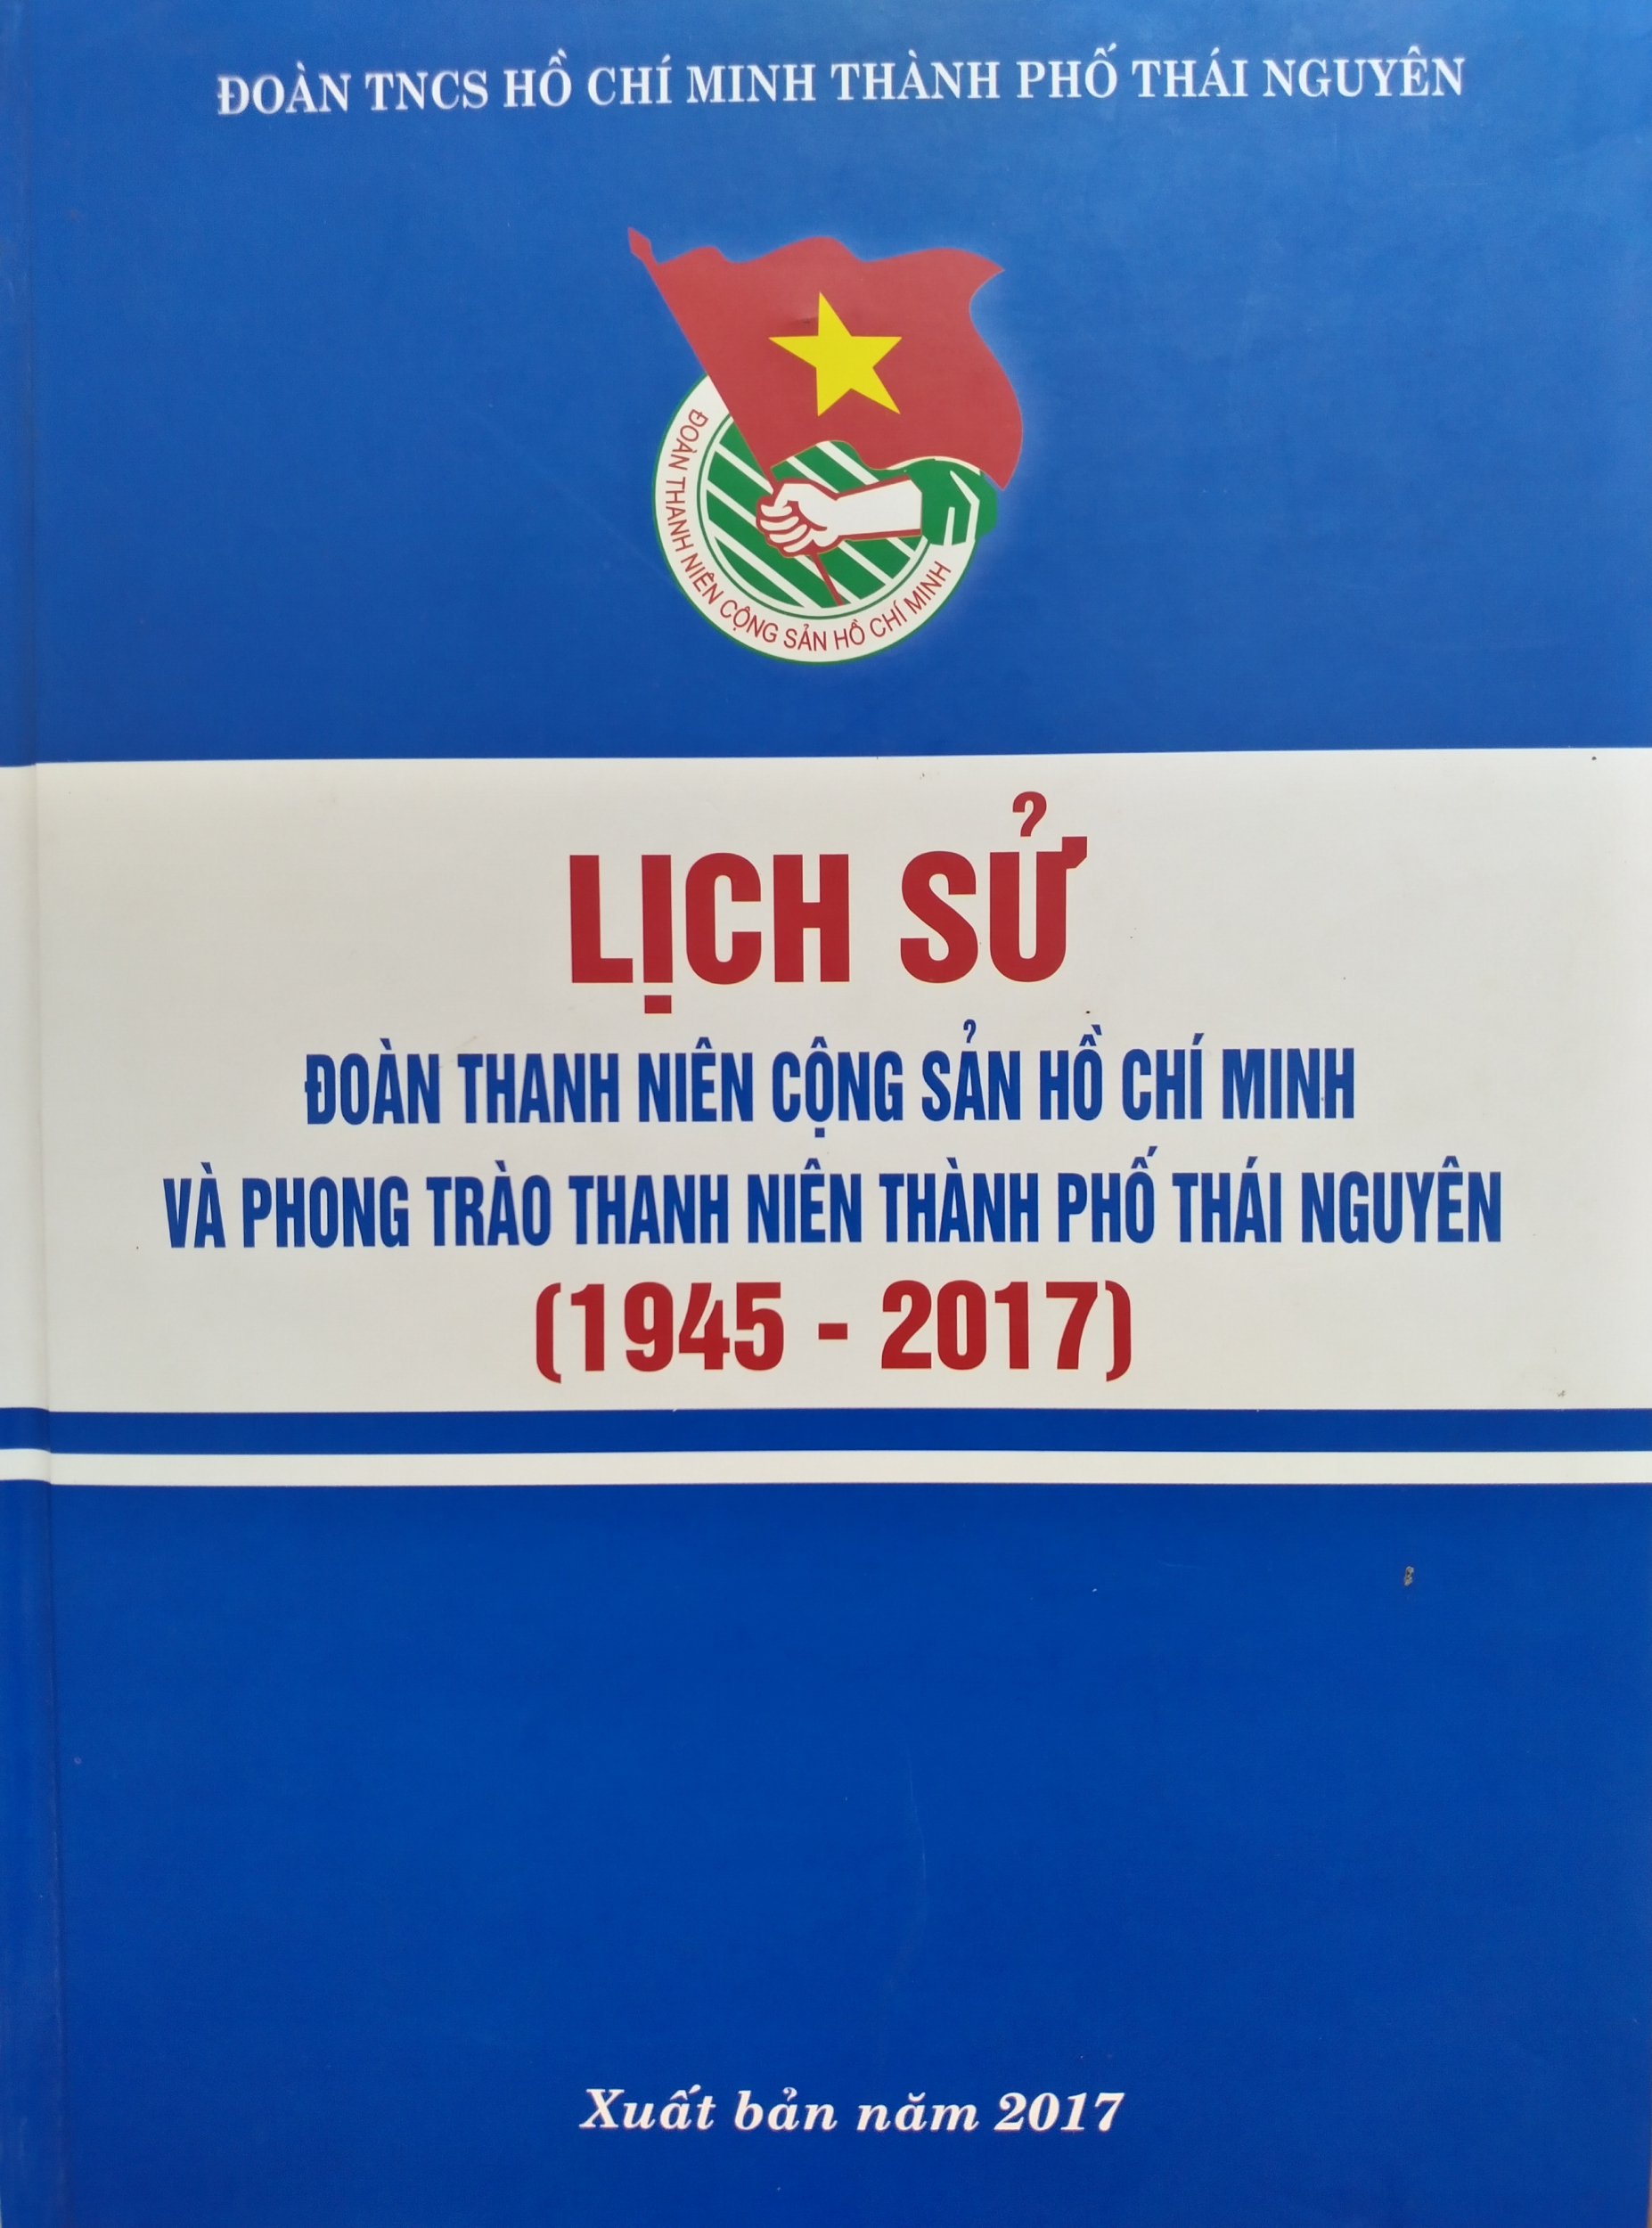 ĐOÀN TNCS HỒ CHÍ MINH THÀNH PHỐ THÁI NGUYÊN
ĐOÀN THANH NIÊN CỘNG SẢN HỒ CHÍ MINH
LỊCH SỬ
ĐOÀN THANH NIÊN CỘNG SẢN HỒ CHÍ MINH
VÀ PHONG TRÀO THANH NIÊN THÀNH PHỐ THÁI NGUYÊN
(1945 - 2017)
Xuất bản năm 2017